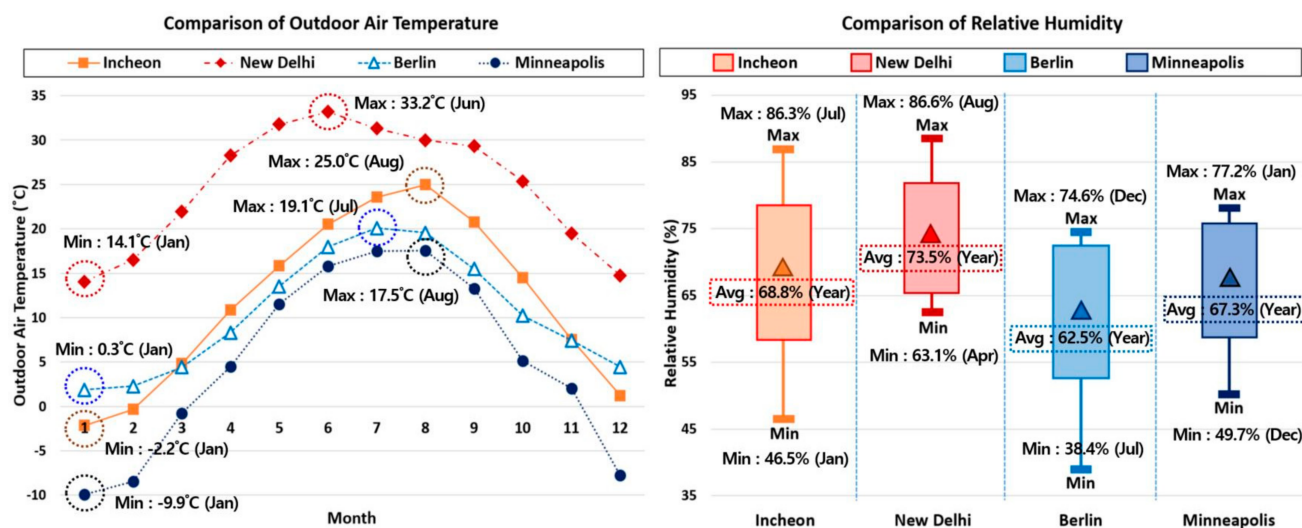 Comparison of Outdoor Air Temperature
Incheon New Delhi Berlin Minneapolis
Outdoor Air Temperature (˚C)
35
30
25
20
15
10
5
0
-5
-10
1 2 3 4 5 6 7 8 9 10 11 12
Month
Max : 33.2˚C (Jun)
Max : 25.0˚C (Aug)
Max : 19.1˚C (Jul)
Min : 14.1˚C (Jan)
Max : 17.5˚C (Aug)
Min : 0.3˚C (Jan)
Min : -2.2˚C (Jan)
Min : -9.9˚C (Jan)
Comparison of Relative Humidity
Incheon New Delhi Berlin Minneapolis
Relative Humidity (%)
95
85
75
65
55
45
35
Max : 86.3% (Jul)
Max
Avg : 68.8% (Year)
Min
Min : 46.5% (Jan)
Incheon
Max : 86.6% (Aug)
Max
Avg : 73.5% (Year)
Min
Min : 63.1% (Apr)
New Delhi
Max : 74.6% (Dec)
Max
Avg : 62.5% (Year)
Min : 38.4% (Jul)
Min
Berlin
Max : 77.2% (Jan)
Max
Avg : 67.3% (Year)
Min
Min : 49.7% (Dec)
Minneapolis